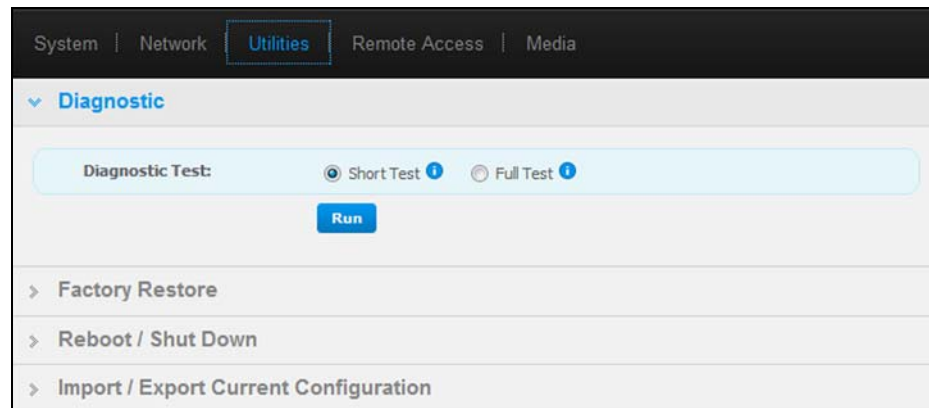 System | Network | Utilities | Remote Access | Media
Diagnostic
Diagnostic Test: Short Test i Full Test i
Run
Factory Restore
Reboot / Shut Down
Import / Export Current Configuration